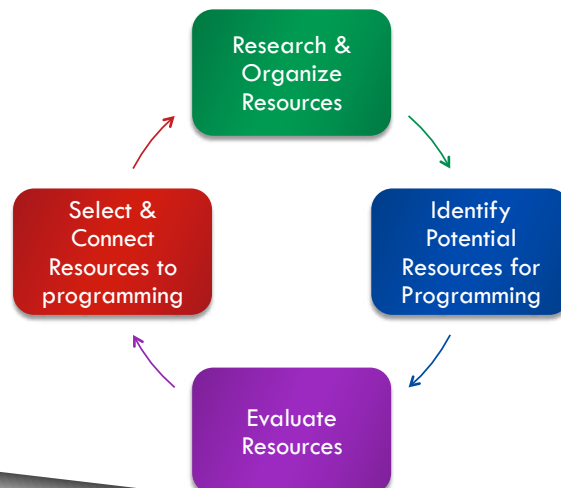 Research &
Organize
Resources
Identify
Potential
Resources for
Programming
Evaluate
Resources
Select &
Connect
Resources to
programming